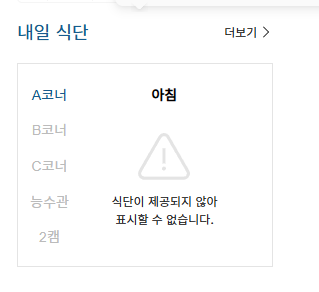 내일 식단
더보기
A코너
아침
B코너
C코너
능수관
2캠
식단이 제공되지 않아
표시할 수 없습니다.